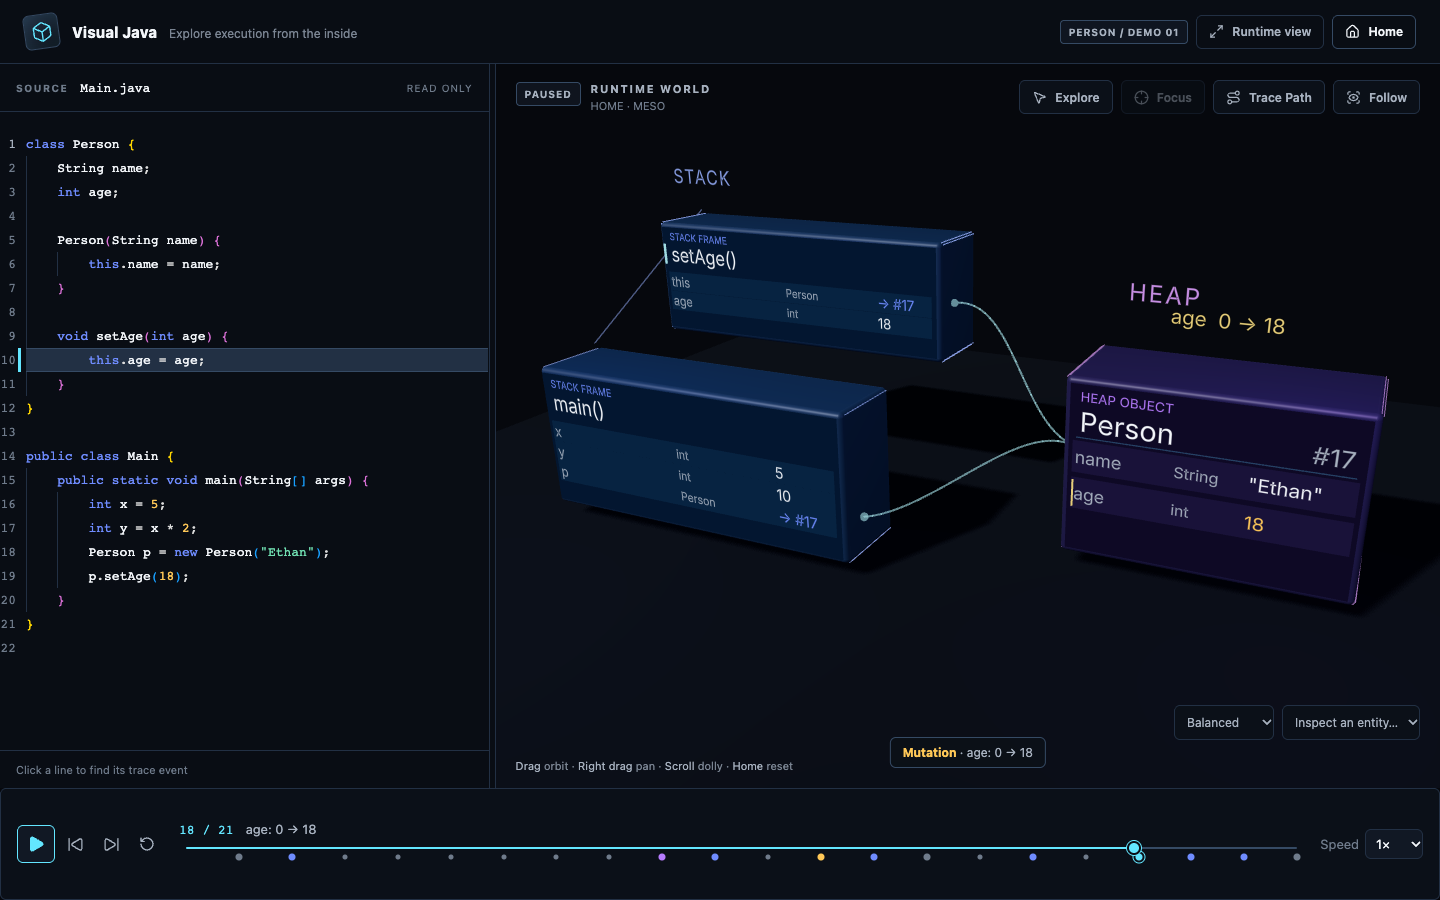 Visual Java
Explore execution from the inside
PERSON / DEMO 01
Runtime view
Home
SOURCE Main.java
READ ONLY
1 class Person {
2 String name;
3 int age;
4
5 Person(String name) {
6 this.name = name;
7 }
8
9 void setAge(int age) {
10 this.age = age;
11 }
12 }
13
14 public class Main {
15 public static void main(String[] args) {
16 int x = 5;
17 int y = x * 2;
18 Person p = new Person("Ethan");
19 p.setAge(18);
20 }
21 }
22
Click a line to find its trace event
PAUSED
RUNTIME WORLD
HOME · MESO
Explore
Focus
Trace Path
Follow
STACK
STACK FRAME
setAge()
this Person → #17
age int 18
STACK FRAME
main()
x int 5
y int 10
p Person → #17
HEAP
age 0 → 18
HEAP OBJECT
Person
#17
name String "Ethan"
age int 18
Balanced
Inspect an entity...
Mutation · age: 0 → 18
Drag orbit · Right drag pan · Scroll dolly · Home reset
18 / 21 age: 0 → 18
Speed 1×